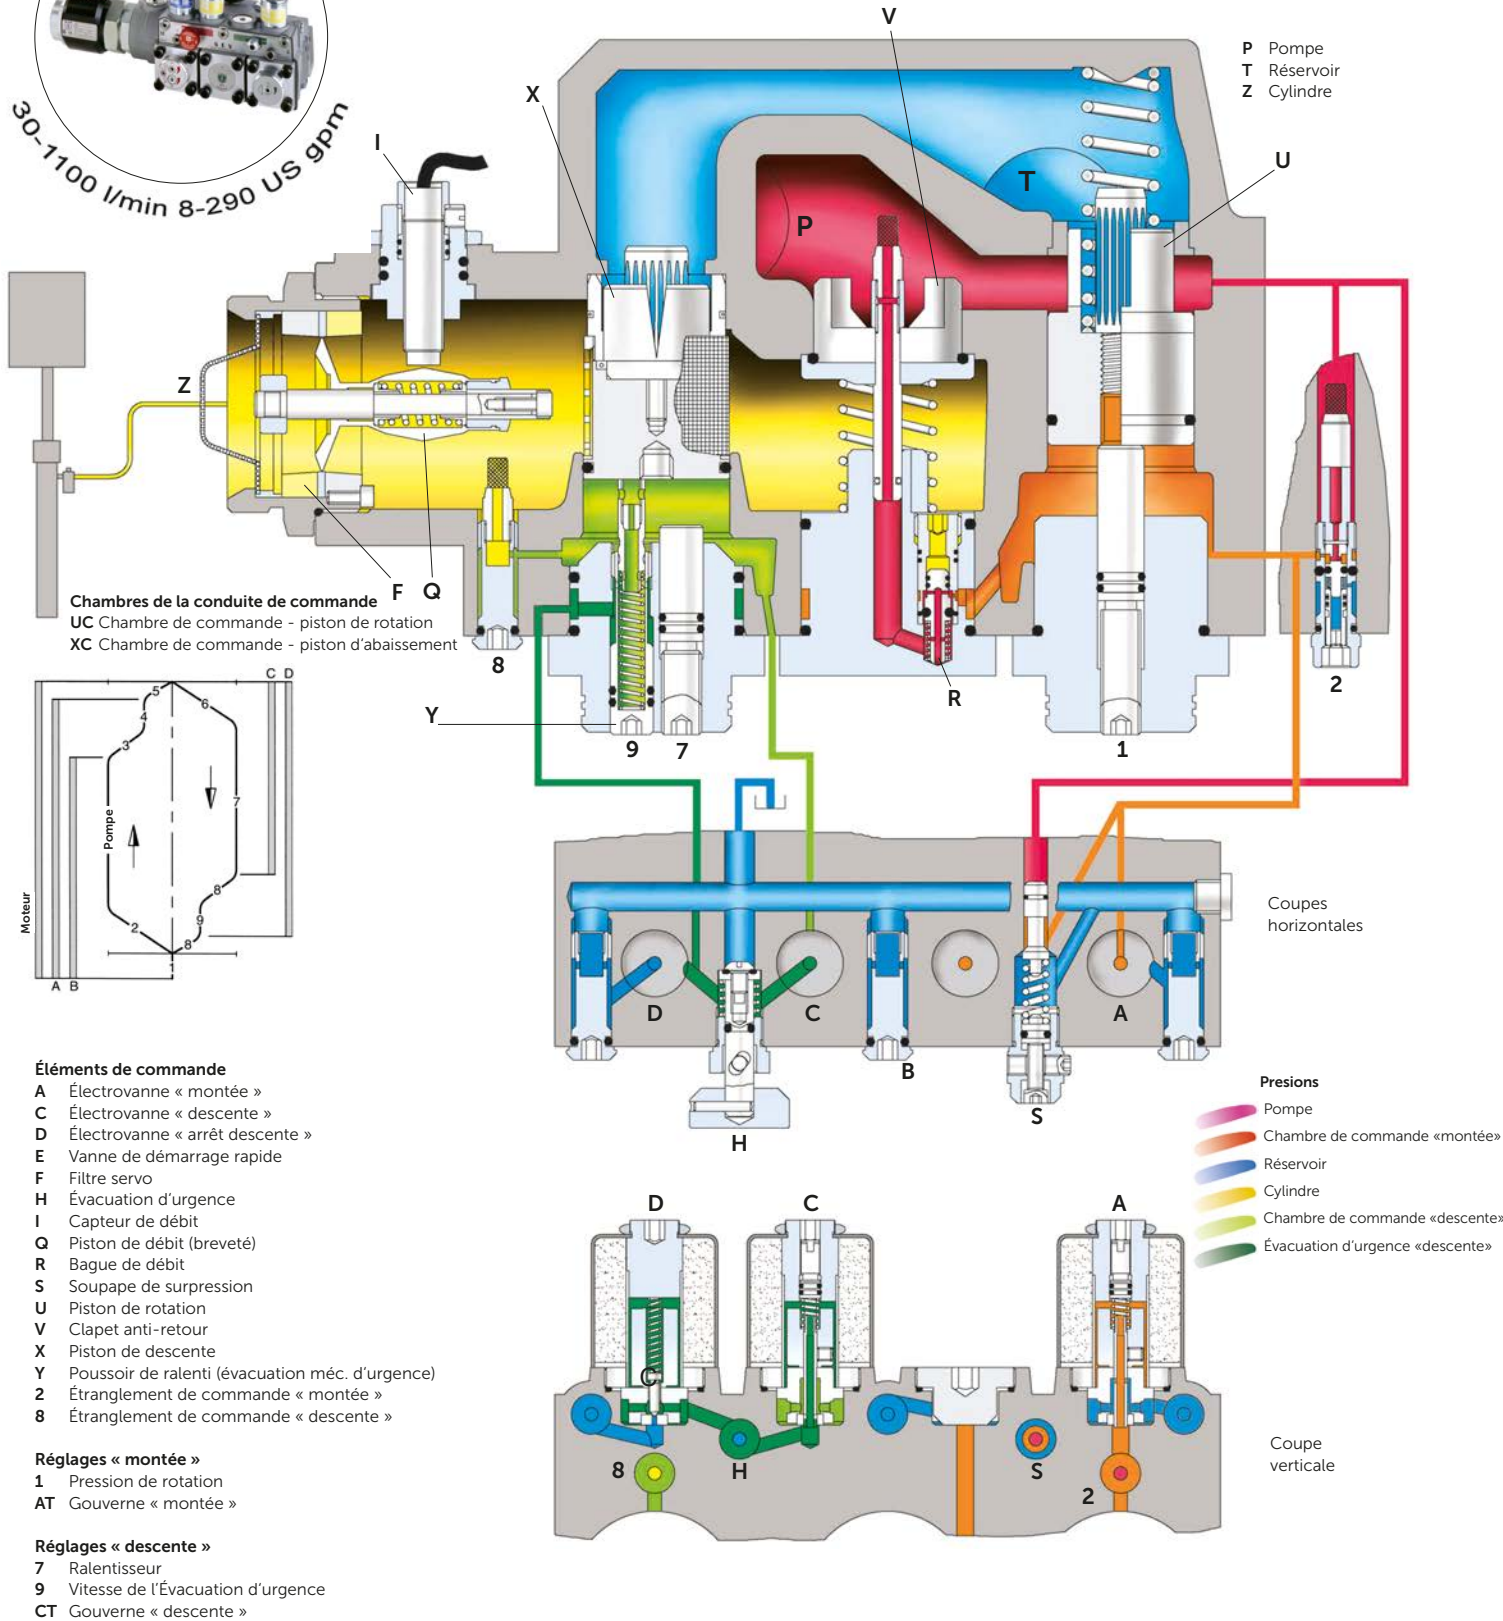 V
P Pompe
T Réservoir
Z Cylindre
X
I
U
T
P
30-1100 l/min 8-290 US gpm
Z
F
Q
Chambres de la conduite de commande
UC Chambre de commande - piston de rotation
XC Chambre de commande - piston d'abaissement
8
R
2
Y
9
7
1
C D
5
6
4
3
7
Pompe
Moteur
8
9
2
8
A B
Coupes
horizontales
D
C
A
B
S
H
Éléments de commande
A Électrovanne « montée »
C Électrovanne « descente »
D Électrovanne « arrêt descente »
E Vanne de démarrage rapide
F Filtre servo
H Évacuation d'urgence
I Capteur de débit
Q Piston de débit (breveté)
R Bague de débit
S Soupape de surpression
U Piston de rotation
V Clapet anti-retour
X Piston de descente
Y Poussoir de ralenti (évacuation méc. d'urgence)
2 Étranglement de commande « montée »
8 Étranglement de commande « descente »
Réglages « montée »
1 Pression de rotation
AT Gouverne « montée »
Réglages « descente »
7 Ralentisseur
9 Vitesse de l'Évacuation d'urgence
CT Gouverne « descente »
Presions
Pompe
Chambre de commande «montée»
Réservoir
Cylindre
Chambre de commande «descente»
Évacuation d'urgence «descente»
D
C
A
C
8
H
S
2
Coupe
verticale